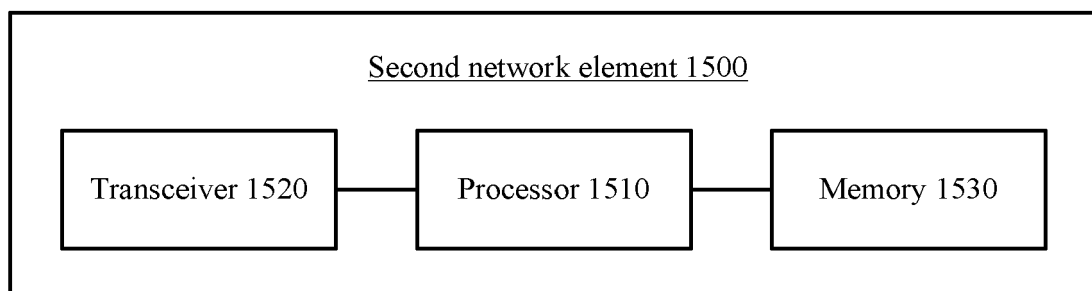 Second network element 1500
Transceiver 1520
Processor 1510
Memory 1530